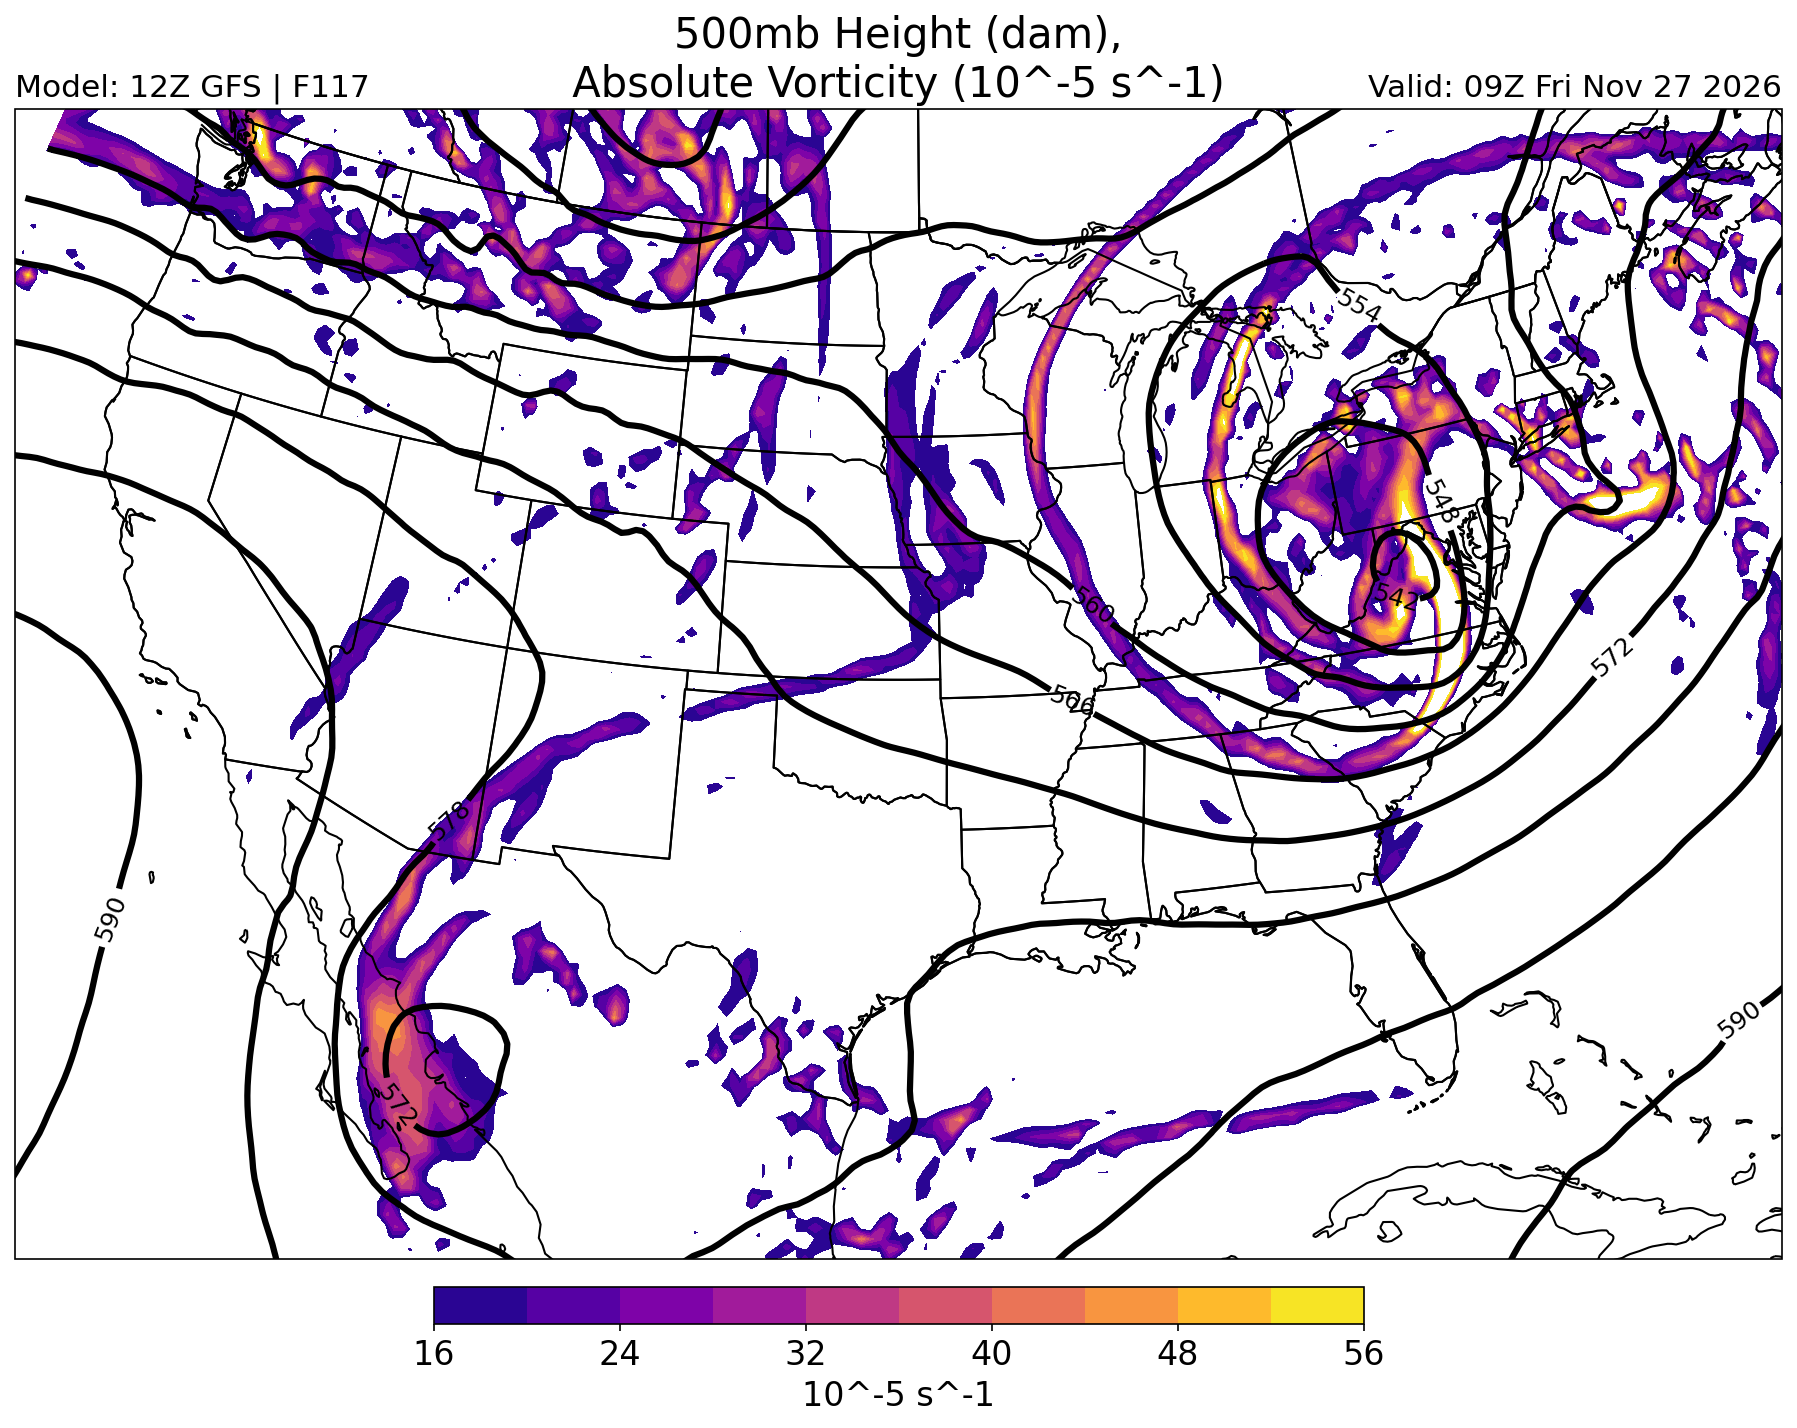 500mb Height (dam),
Absolute Vorticity (10^-5 s^-1)
Model: 12Z GFS | F117
Valid: 09Z Fri Nov 27 2026
554
548
542
560
566
572
578
572
590
590
16 24 32 40 48 56
10^-5 s^-1